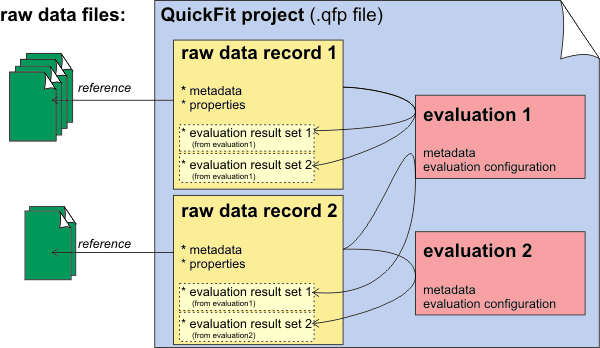 raw data files:
QuickFit project (.qfp file)
raw data record 1
reference
* metadata
* properties
* evaluation result set 1
(from evaluation1)
* evaluation result set 2
(from evaluation1)
evaluation 1
metadata
evaluation configuration
raw data record 2
reference
* metadata
* properties
* evaluation result set 1
(from evaluation1)
* evaluation result set 2
(from evaluation2)
evaluation 2
metadata
evaluation configuration